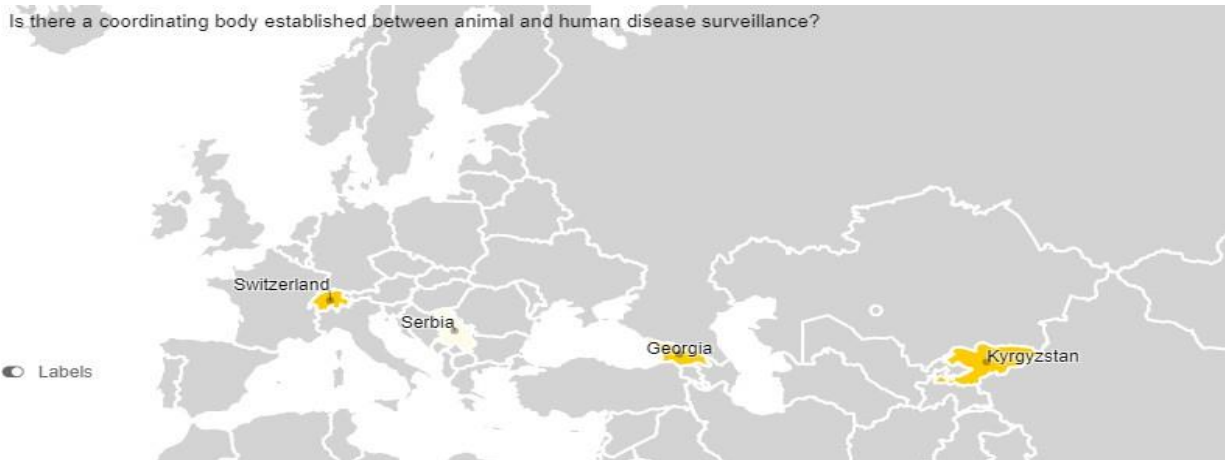 Is there a coordinating body established between animal and human disease surveillance?
Switzerland
Serbia
Georgia
Kyrgyzstan
Labels